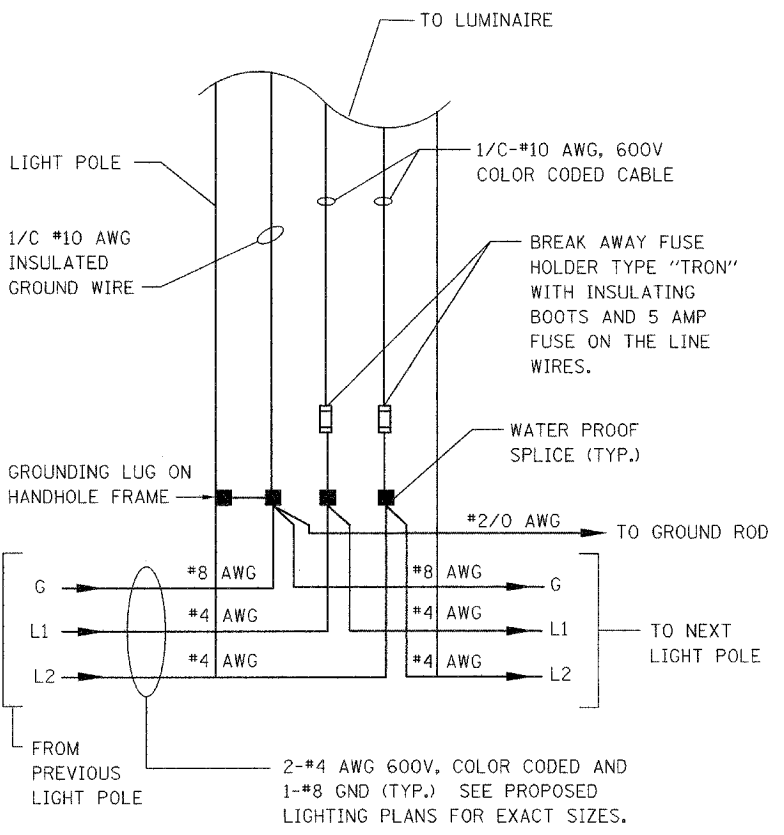 TO LUMINAIRE
LIGHT POLE
1/C-#10 AWG, 600V
COLOR CODED CABLE
1/C #10 AWG
INSULATED
GROUND WIRE
BREAK AWAY FUSE
HOLDER TYPE "TRON"
WITH INSULATING
BOOTS AND 5 AMP
FUSE ON THE LINE
WIRES.
WATER PROOF
SPLICE (TYP.)
GROUNDING LUG ON
HANDHOLE FRAME
#2/0 AWG
TO GROUND ROD
G
#8 AWG
#8 AWG
G
L1
#4 AWG
#4 AWG
L1
L2
#4 AWG
#4 AWG
L2
TO NEXT
LIGHT POLE
FROM
PREVIOUS
LIGHT POLE
2-#4 AWG 600V, COLOR CODED AND
1-#8 GND (TYP.) SEE PROPOSED
LIGHTING PLANS FOR EXACT SIZES.